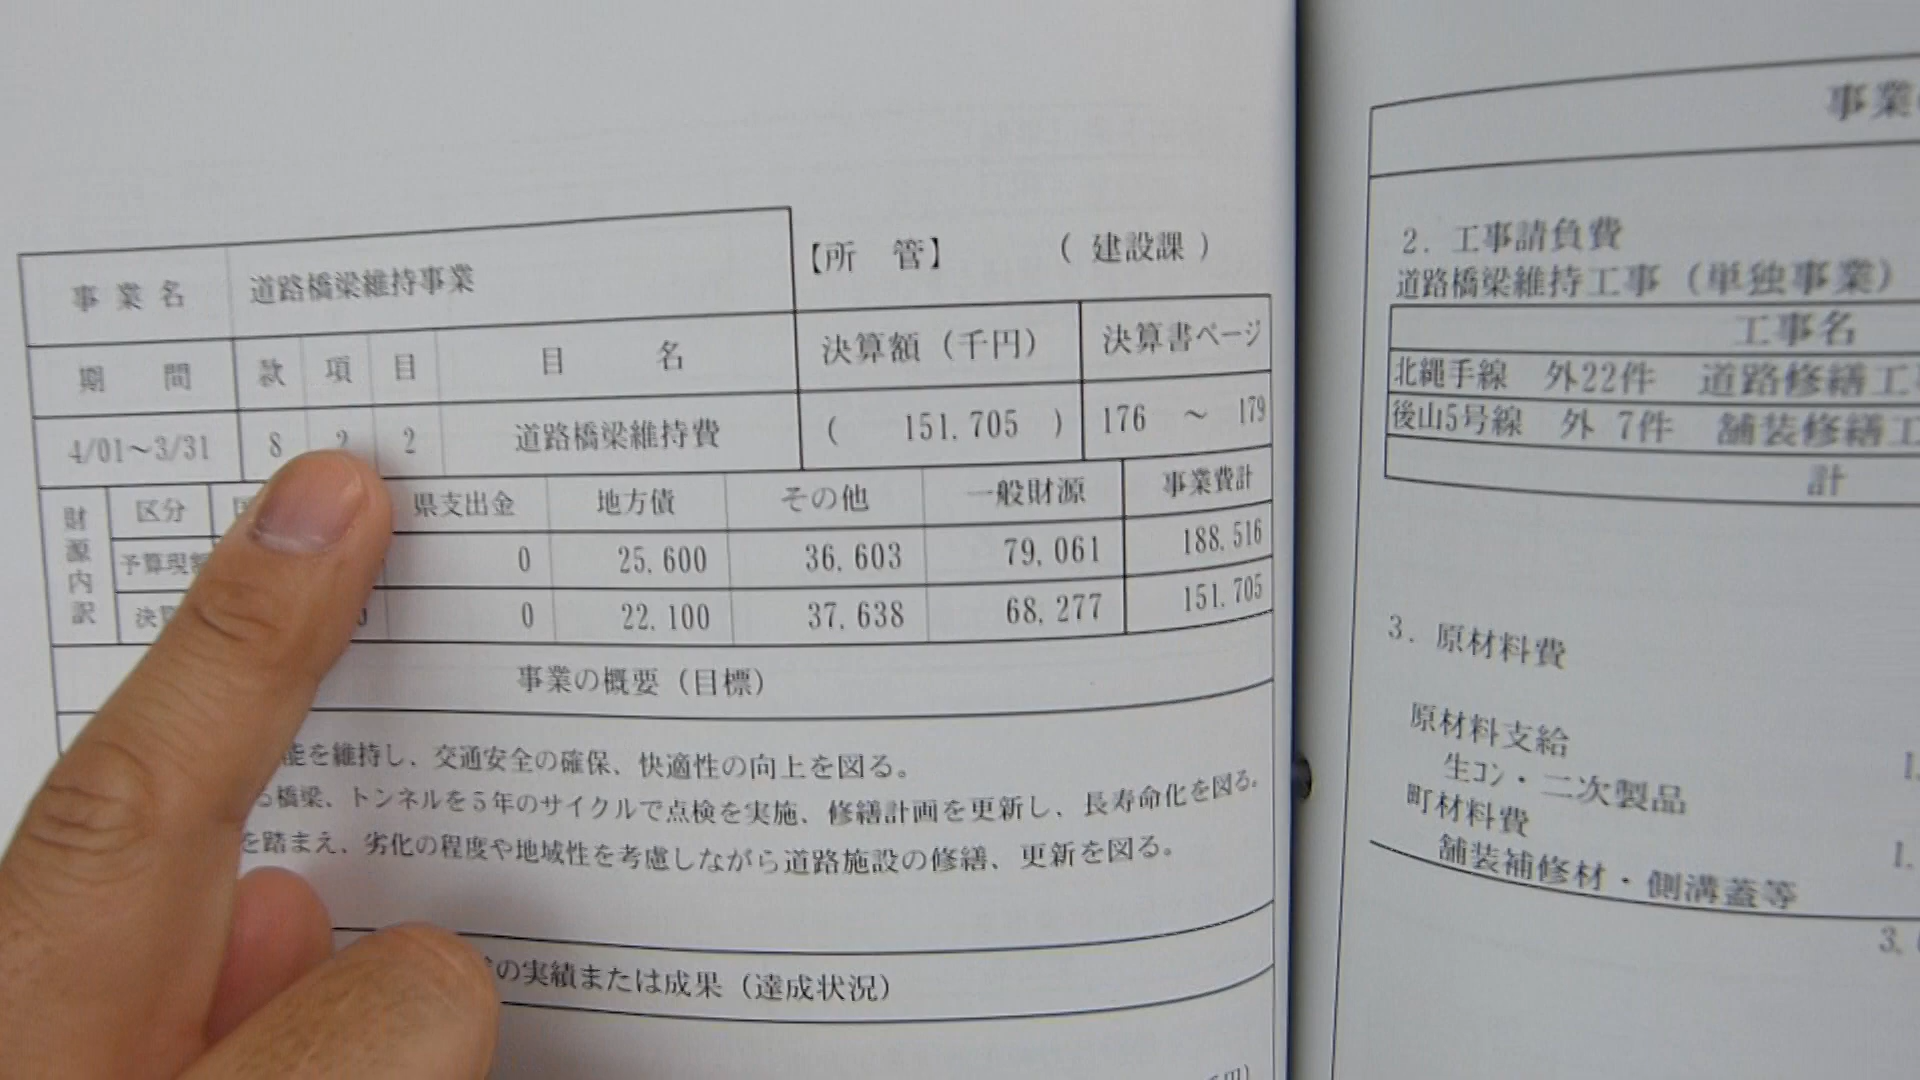 事業名 道路橋梁維持事業
【所　管】 （ 建設課 ）
期　間 款 項 目 目　名 決算額（千円） 決算書ページ
4/01～3/31 8 2 2 道路橋梁維持費 （ 151,705 ） 176 ～ 179
財源内訳 区分 県支出金 地方債 その他 一般財源 事業費計
予算現額 0 25,600 36,603 79,061 188,516
決算 0 22,100 37,638 68,277 151,705
事業の概要（目標）
能を維持し、交通安全の確保、快適性の向上を図る。
る橋梁、トンネルを５年のサイクルで点検を実施、修繕計画を更新し、長寿命化を図る。
を踏まえ、劣化の程度や地域性を考慮しながら道路施設の修繕、更新を図る。
の実績または成果（達成状況）
事業
2. 工事請負費
道路橋梁維持工事（単独事業）
工事名
北縄手線　外22件　道路修繕工
後山5号線　外 7件　舗装修繕工
計
3. 原材料費
原材料支給
生コン・二次製品
町材料費
舗装補修材・側溝蓋等